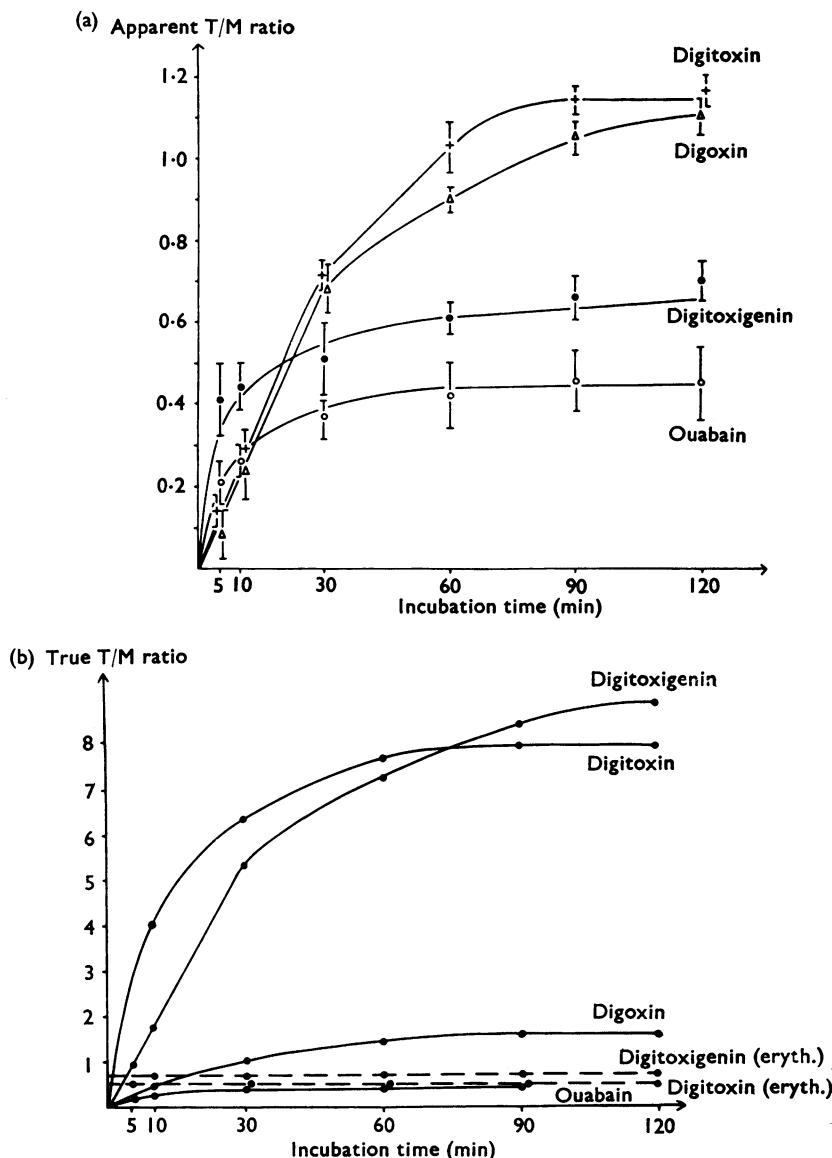 (a) Apparent T/M ratio
1·2
1·0
0·8
0·6
0·4
0·2
Digitoxin
Digoxin
Digitoxigenin
Ouabain
5 10 30 60 90 120
Incubation time (min)
(b) True T/M ratio
8
7
6
5
4
3
2
1
Digitoxigenin
Digitoxin
Digoxin
Digitoxigenin (eryth.)
Digitoxin (eryth.)
Ouabain
5 10 30 60 90 120
Incubation time (min)